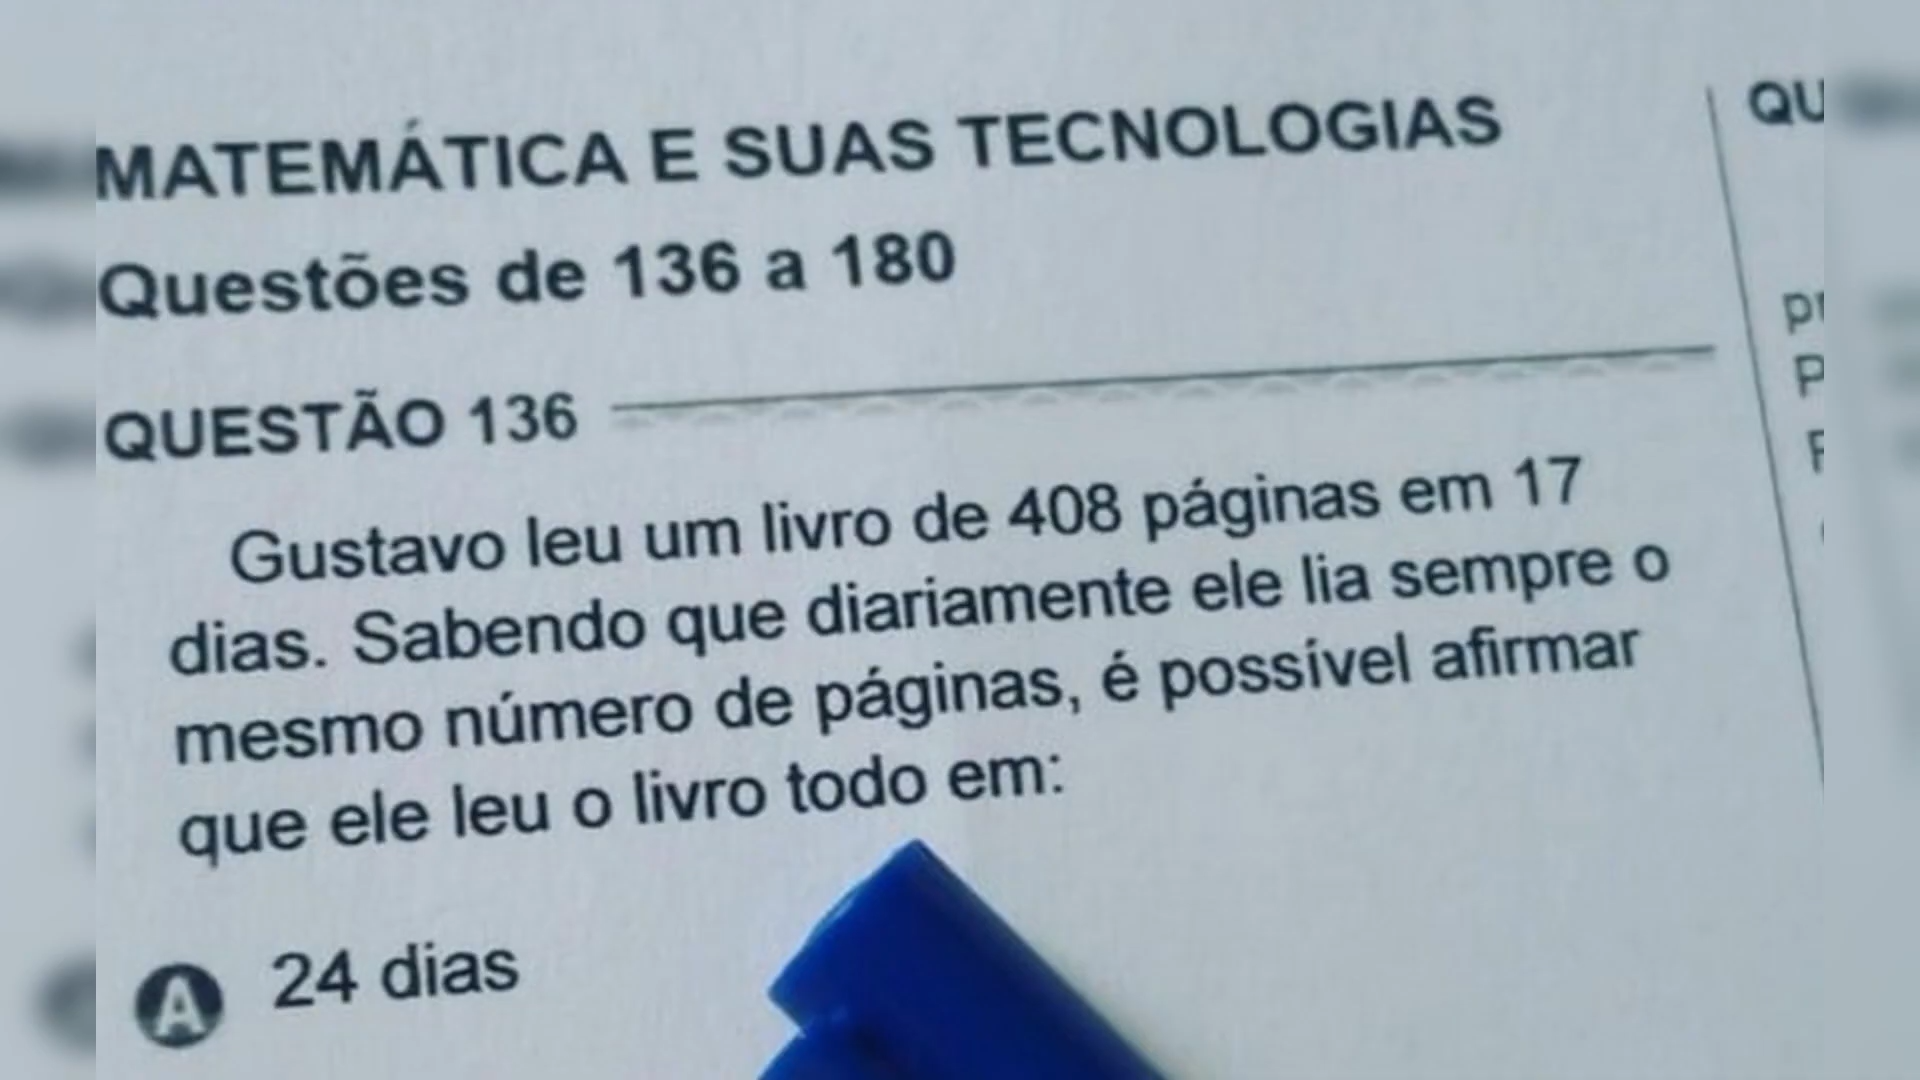 MATEMÁTICA E SUAS TECNOLOGIAS
Questões de 136 a 180
QUESTÃO 136
Gustavo leu um livro de 408 páginas em 17
dias. Sabendo que diariamente ele lia sempre o
mesmo número de páginas, é possível afirmar
que ele leu o livro todo em:
A 24 dias
QU